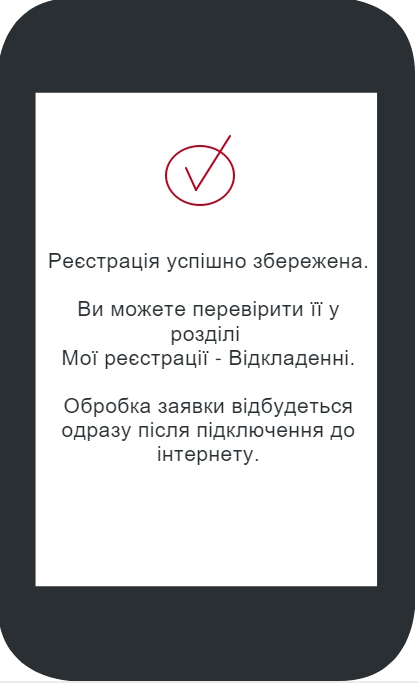 Реєстрація успішно збережена.
Ви можете перевірити її у
розділі
Мої реєстрації - Відкладенні.
Обробка заявки відбудеться
одразу після підключення до
інтернету.